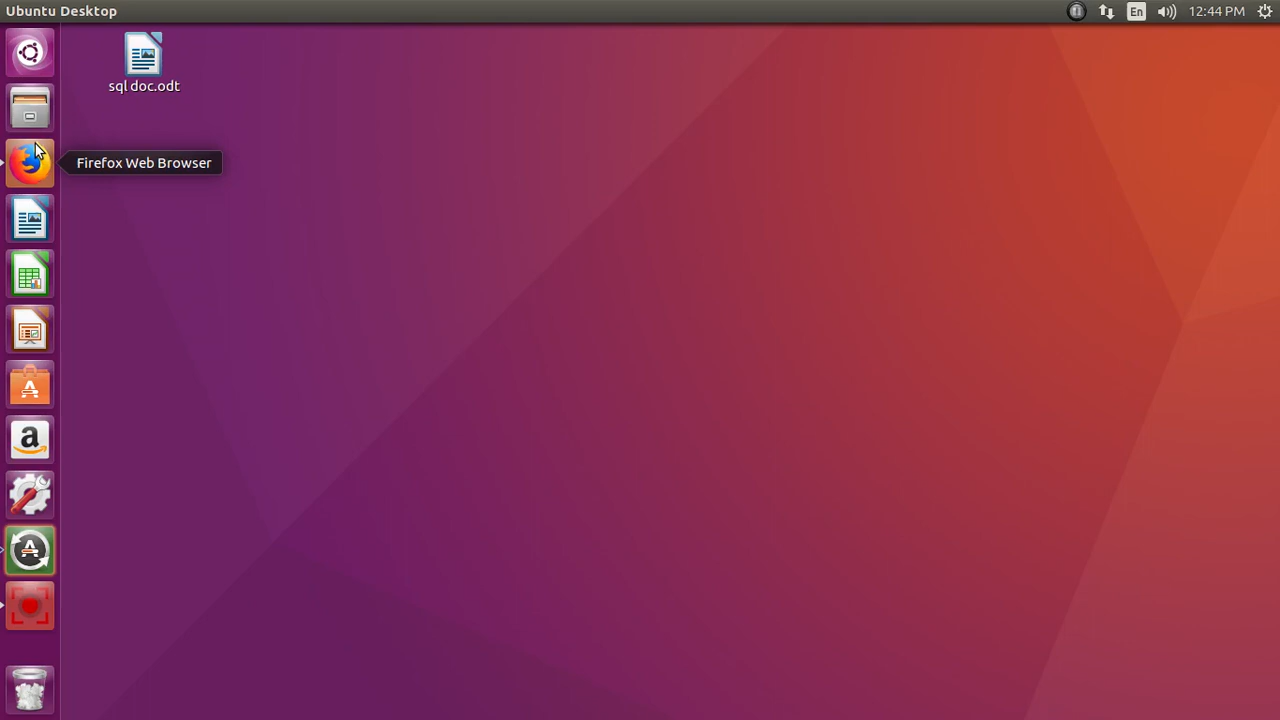 Ubuntu Desktop
En
12:44 PM
sql doc.odt
Firefox Web Browser